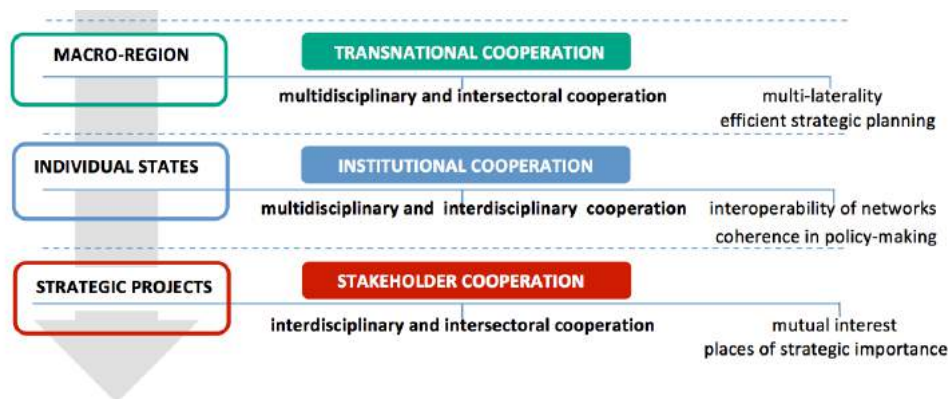 MACRO-REGION
TRANSNATIONAL COOPERATION
multidisciplinary and intersectoral cooperation
multi-laterality
efficient strategic planning
INDIVIDUAL STATES
INSTITUTIONAL COOPERATION
multidisciplinary and interdisciplinary cooperation
interoperability of networks
coherence in policy-making
STRATEGIC PROJECTS
STAKEHOLDER COOPERATION
interdisciplinary and intersectoral cooperation
mutual interest
places of strategic importance